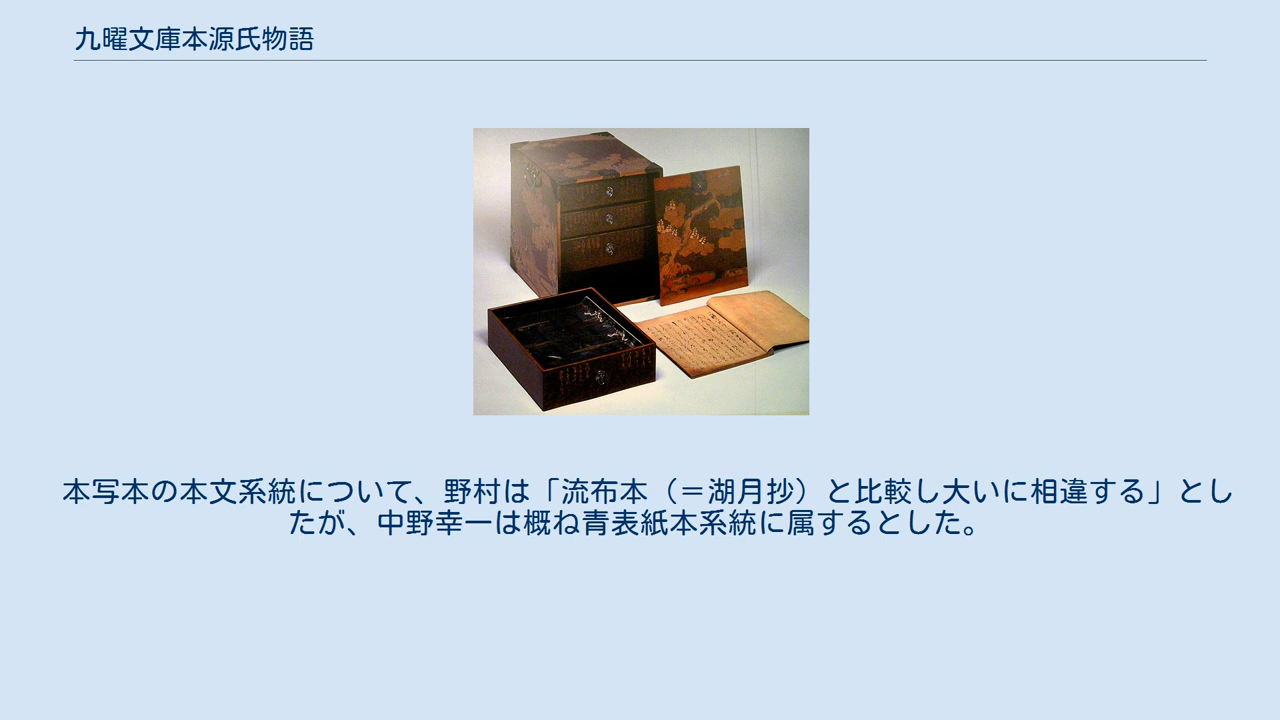 九曜文庫本源氏物語
本写本の本文系統について、野村は「流布本（＝湖月抄）と比較し大いに相違する」とし
たが、中野幸一は概ね青表紙本系統に属するとした。